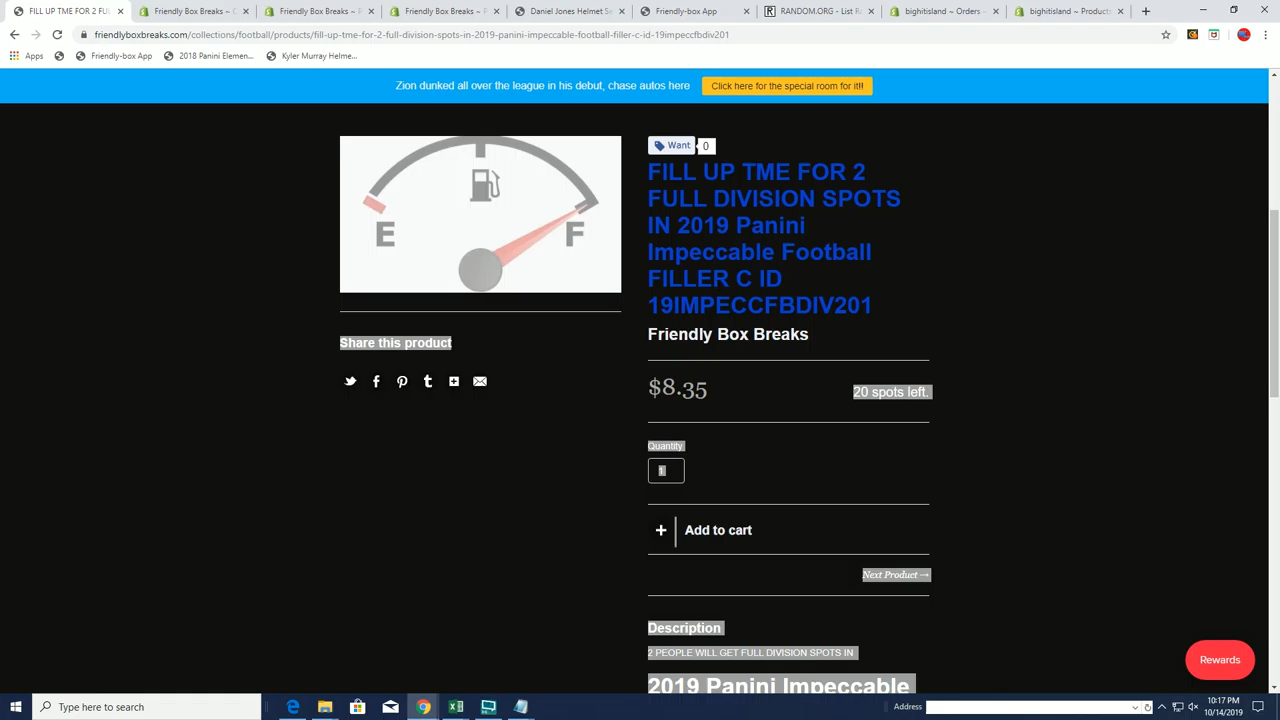 FILL UP TME FOR 2 FUL
Friendly Box Breaks ~ C
Friendly Box Breaks ~ P
Friendly Box Breaks ~ P
Daniel Jones Helmet Se
Friendly-box App
RANDOM.ORG - List Ra
bighitisland ~ Orders ~
bighitisland ~ Products
friendlyboxbreaks.com/collections/football/products/fill-up-tme-for-2-full-division-spots-in-2019-panini-impeccable-football-filler-c-id-19impeccfbdiv201
Apps
Friendly-box App
2018 Panini Elemen...
Kyler Murray Helme...
Zion dunked all over the league in his debut, chase autos here
Click here for the special room for it!!
E
F
Want
0
FILL UP TME FOR 2
FULL DIVISION SPOTS
IN 2019 Panini
Impeccable Football
FILLER C ID
19IMPECCFBDIV201
Friendly Box Breaks
Share this product
$8.35
20 spots left.
Quantity
1
+
Add to cart
Next Product →
Description
2 PEOPLE WILL GET FULL DIVISION SPOTS IN
2019 Panini Impeccable
Rewards
Type here to search
Address
10:17 PM
10/14/2019